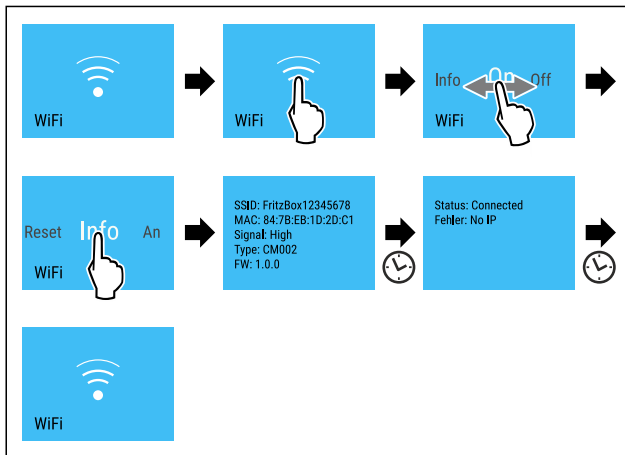 WiFi
WiFi
Info On Off
WiFi
Reset Info An
WiFi
SSID: FritzBox12345678
MAC: 84:7B:EB:1D:2D:C1
Signal: High
Type: CM002
FW: 1.0.0
Status: Connected
Fehler: No IP
WiFi